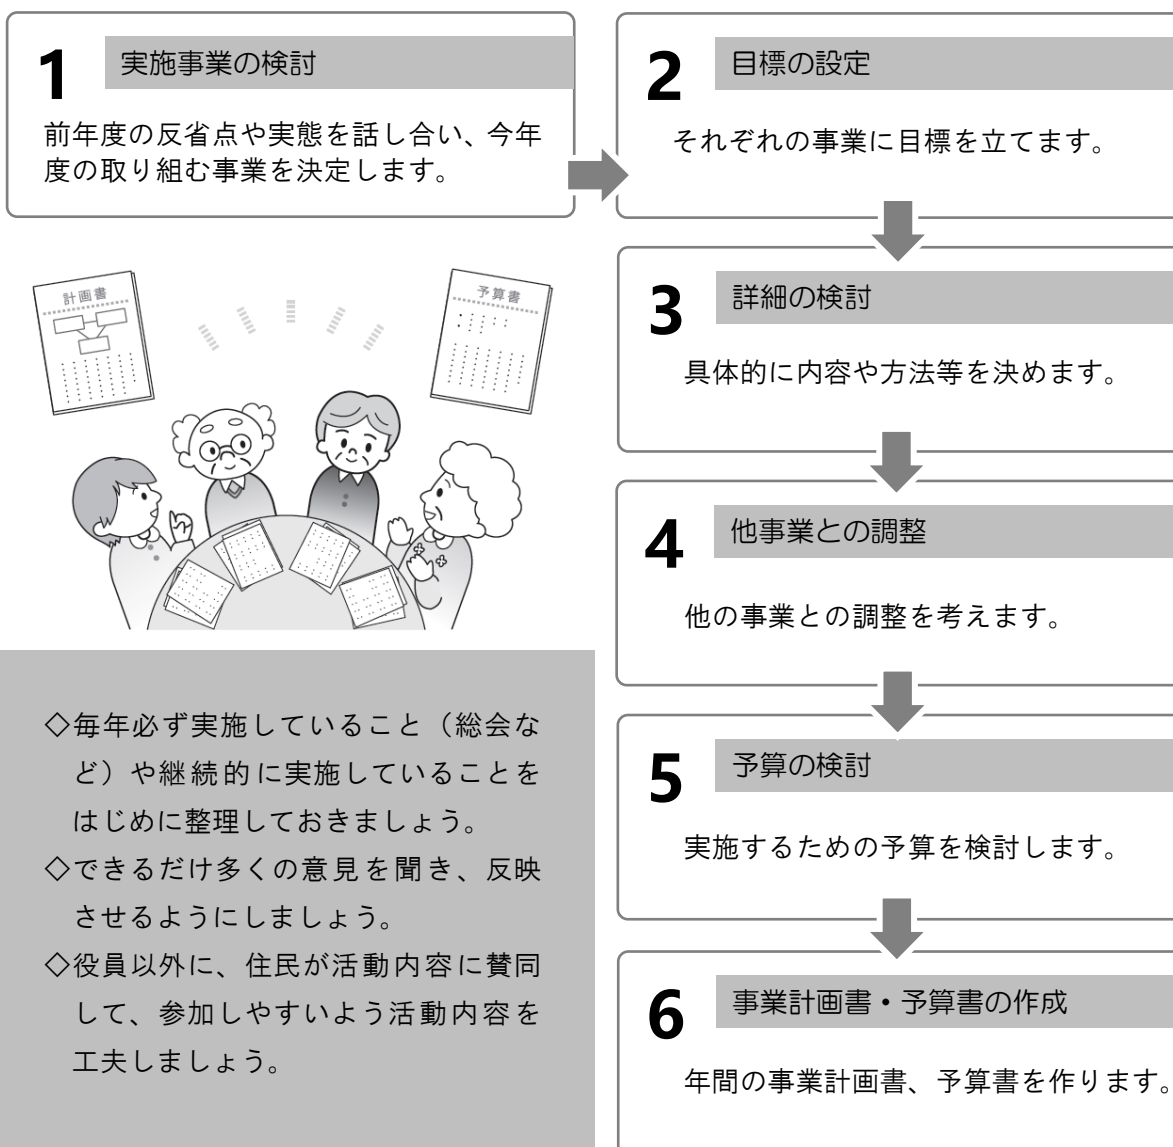 1 実施事業の検討
前年度の反省点や実態を話し合い、今年
度の取り組む事業を決定します。
2 目標の設定
それぞれの事業に目標を立てます。
3 詳細の検討
具体的に内容や方法等を決めます。
4 他事業との調整
他の事業との調整を考えます。
5 予算の検討
実施するための予算を検討します。
6 事業計画書・予算書の作成
年間の事業計画書、予算書を作ります。
計画書
予算書
◇毎年必ず実施していること（総会な
ど）や継続的に実施していることを
はじめに整理しておきましょう。
◇できるだけ多くの意見を聞き、反映
させるようにしましょう。
◇役員以外に、住民が活動内容に賛同
して、参加しやすいよう活動内容を
工夫しましょう。